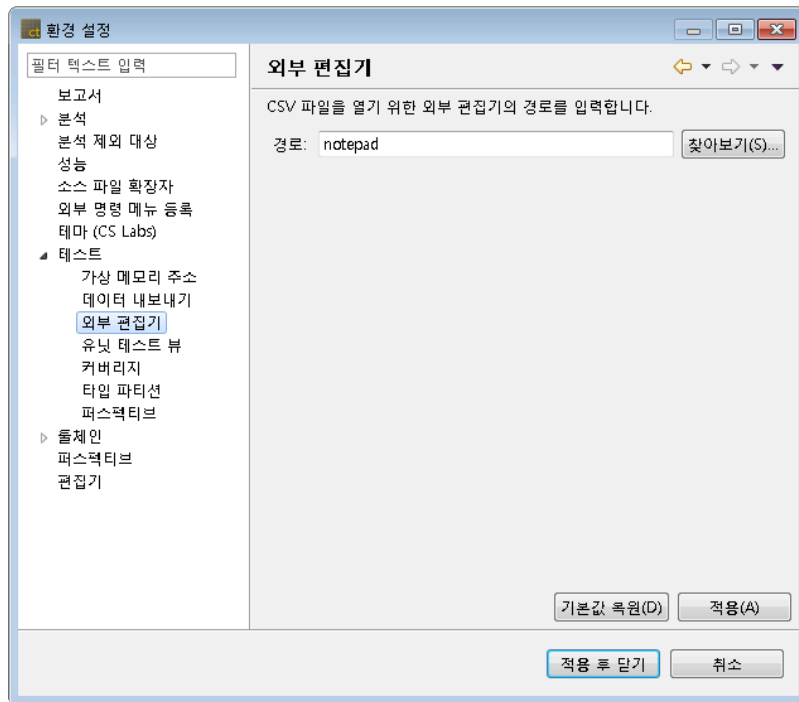 ct 환경 설정
필터 텍스트 입력
보고서
분석
분석 제외 대상
성능
소스 파일 확장자
외부 명령 메뉴 등록
테마 (CS Labs)
테스트
가상 메모리 주소
데이터 내보내기
외부 편집기
유닛 테스트 뷰
커버리지
타입 파티션
퍼스펙티브
툴체인
퍼스펙티브
편집기
외부 편집기
CSV 파일을 열기 위한 외부 편집기의 경로를 입력합니다.
경로: notepad 찾아보기(S)...
기본값 복원(D) 적용(A)
적용 후 닫기 취소